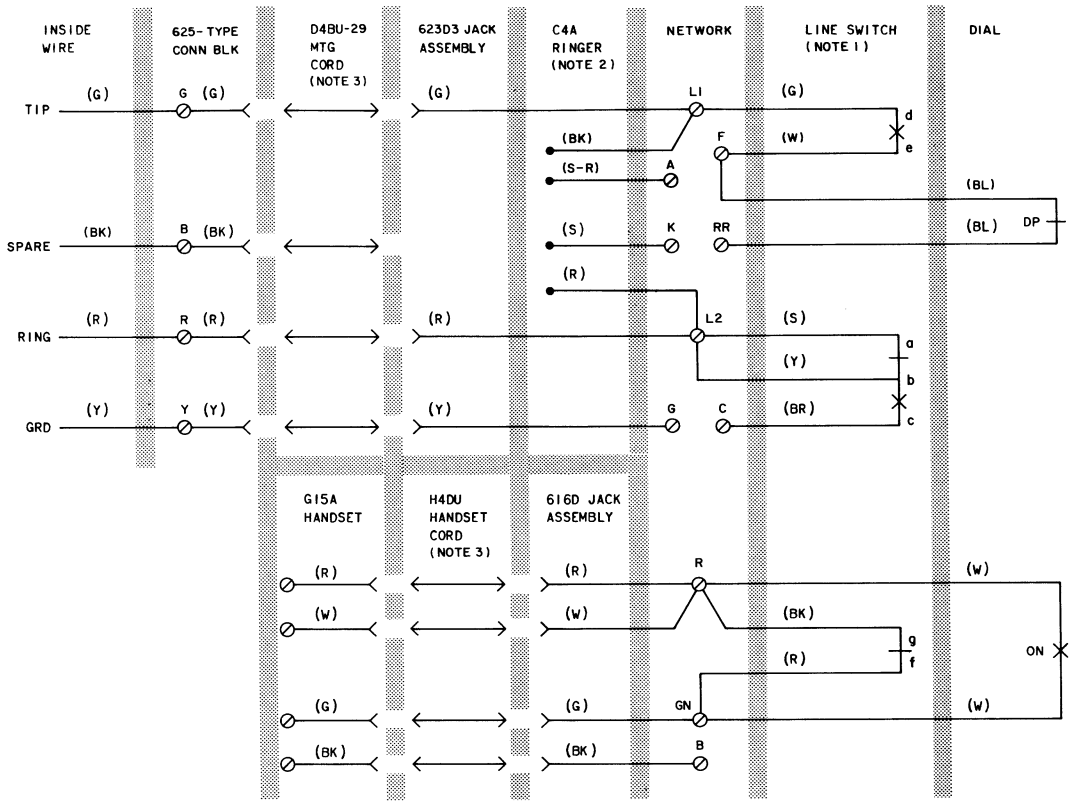 INSIDE WIRE
625-TYPE CONN BLK
D4BU-29 MTG CORD (NOTE 3)
623D3 JACK ASSEMBLY
C4A RINGER (NOTE 2)
NETWORK
LINE SWITCH (NOTE 1)
DIAL
TIP (G) G (G) (G) L1 (G) d
(BK) F (W) e
(S-R) A
(BL)
SPARE (BK) B (BK) (S) K RR (BL) DP
(R)
RING (R) R (R) (R) L2 (S) a
(Y) b
GRD (Y) Y (Y) (Y) G C (BR) c
G15A HANDSET
H4DU HANDSET CORD (NOTE 3)
616D JACK ASSEMBLY
(R) (R) R (W)
(W) (W) (BK) g
ON
(R) f
(G) (G) GN (W)
(BK) (BK) B